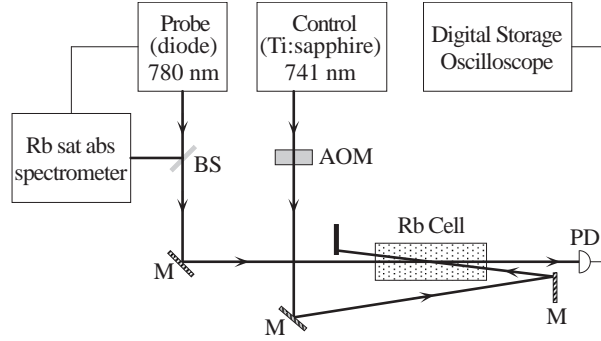 Probe
(diode)
780 nm
Control
(Ti:sapphire)
741 nm
Digital Storage
Oscilloscope
Rb sat abs
spectrometer
BS
AOM
Rb Cell
PD
M
M
M